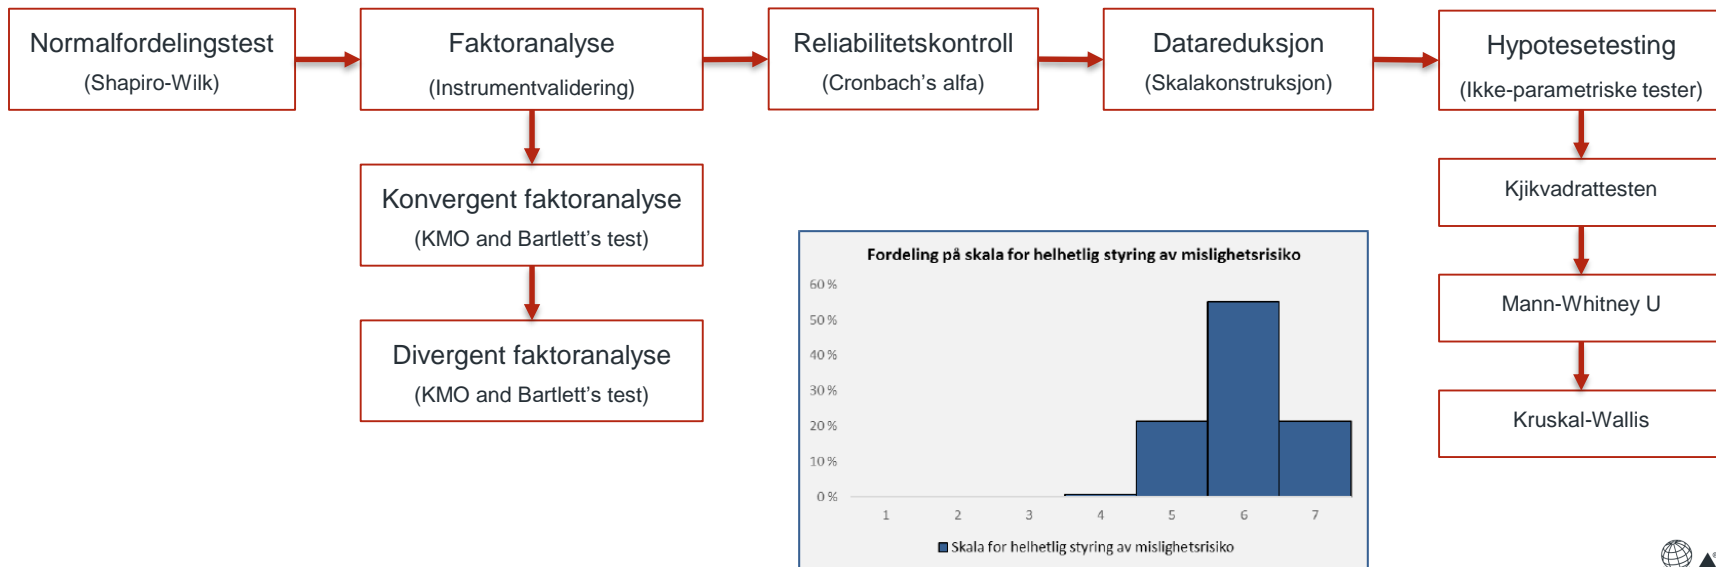 Normalfordelingstest
(Shapiro-Wilk)
Faktoranalyse
(Instrumentvalidering)
Reliabilitetskontroll
(Cronbach’s alfa)
Datareduksjon
(Skalakonstruksjon)
Hypotesetesting
(Ikke-parametriske tester)
Konvergent faktoranalyse
(KMO and Bartlett’s test)
Divergent faktoranalyse
(KMO and Bartlett’s test)
Kjikvadrattesten
Mann-Whitney U
Kruskal-Wallis
Fordeling på skala for helhetlig styring av mislighetsrisiko
60 %
50 %
40 %
30 %
20 %
10 %
0 %
1 2 3 4 5 6 7
Skala for helhetlig styring av mislighetsrisiko